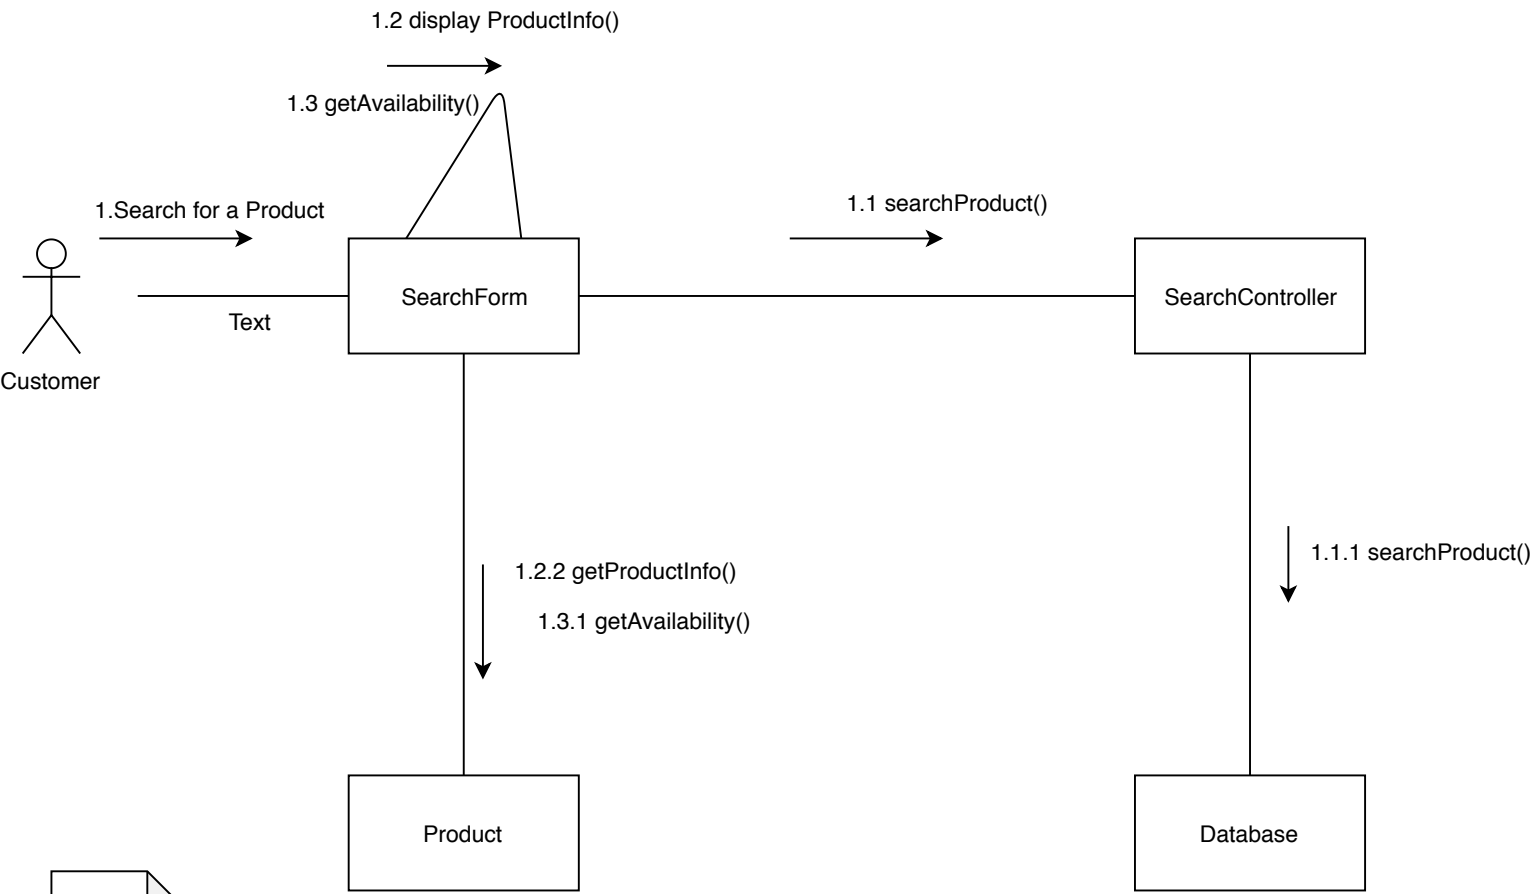 1.2 display ProductInfo()
1.3 getAvailability()
1.Search for a Product
1.1 searchProduct()
SearchForm
SearchController
Text
Customer
1.2.2 getProductInfo()
1.3.1 getAvailability()
1.1.1 searchProduct()
Product
Database